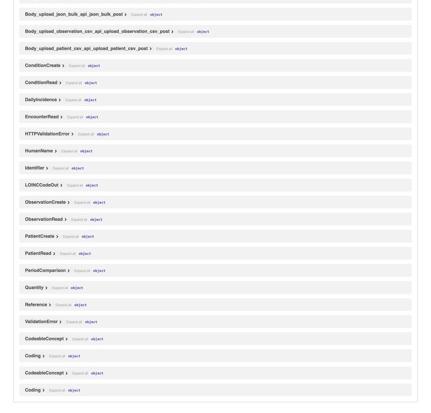 Body_upload_json_bulk_api_json_bulk_post > Expand all object
Body_upload_observation_csv_api_upload_observation_csv_post > Expand all object
Body_upload_patient_csv_api_upload_patient_csv_post > Expand all object
ConditionCreate > Expand all object
ConditionRead > Expand all object
DailyIncidence > Expand all object
EncounterRead > Expand all object
HTTPValidationError > Expand all object
HumanName > Expand all object
Identifier > Expand all object
LOINCCodeOut > Expand all object
ObservationCreate > Expand all object
ObservationRead > Expand all object
PatientCreate > Expand all object
PatientRead > Expand all object
PeriodComparison > Expand all object
Quantity > Expand all object
Reference > Expand all object
ValidationError > Expand all object
CodeableConcept > Expand all object
Coding > Expand all object
CodeableConcept > Expand all object
Coding > Expand all object